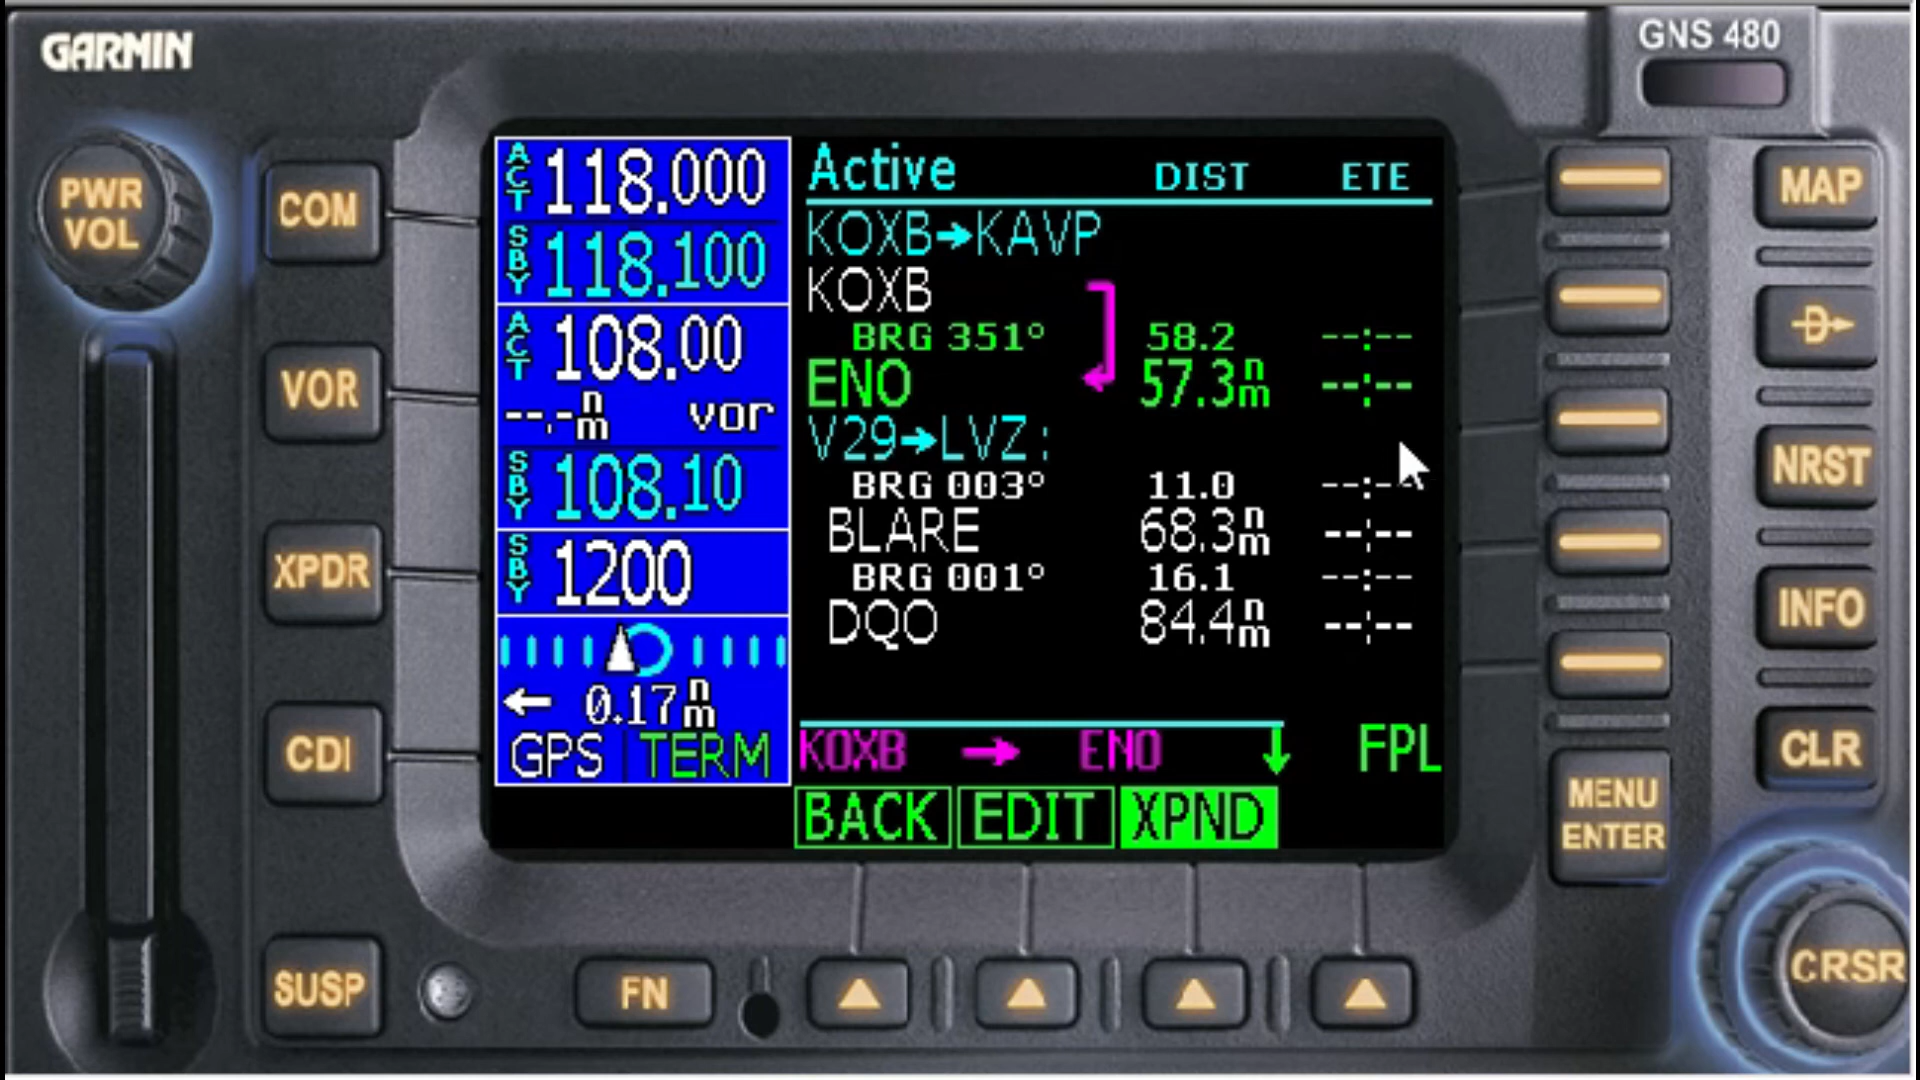 GARMIN
GNS 480
PWR
VOL
COM
VOR
XPDR
CDI
SUSP
ACT 118.000
SBY 118.100
ACT 108.00
--.-nm vor
SBY 108.10
SBY 1200
← 0.17nm
GPS TERM
Active DIST ETE
KOXB→KAVP
KOXB
BRG 351° 58.2 --:--
ENO 57.3nm --:--
V29→LVZ:
BRG 003° 11.0 --:--
BLARE 68.3nm --:--
BRG 001° 16.1 --:--
DQO 84.4nm --:--
KOXB → ENO ↓ FPL
BACK EDIT XPND
FN
MAP
D
NRST
INFO
CLR
MENU
ENTER
CRSR